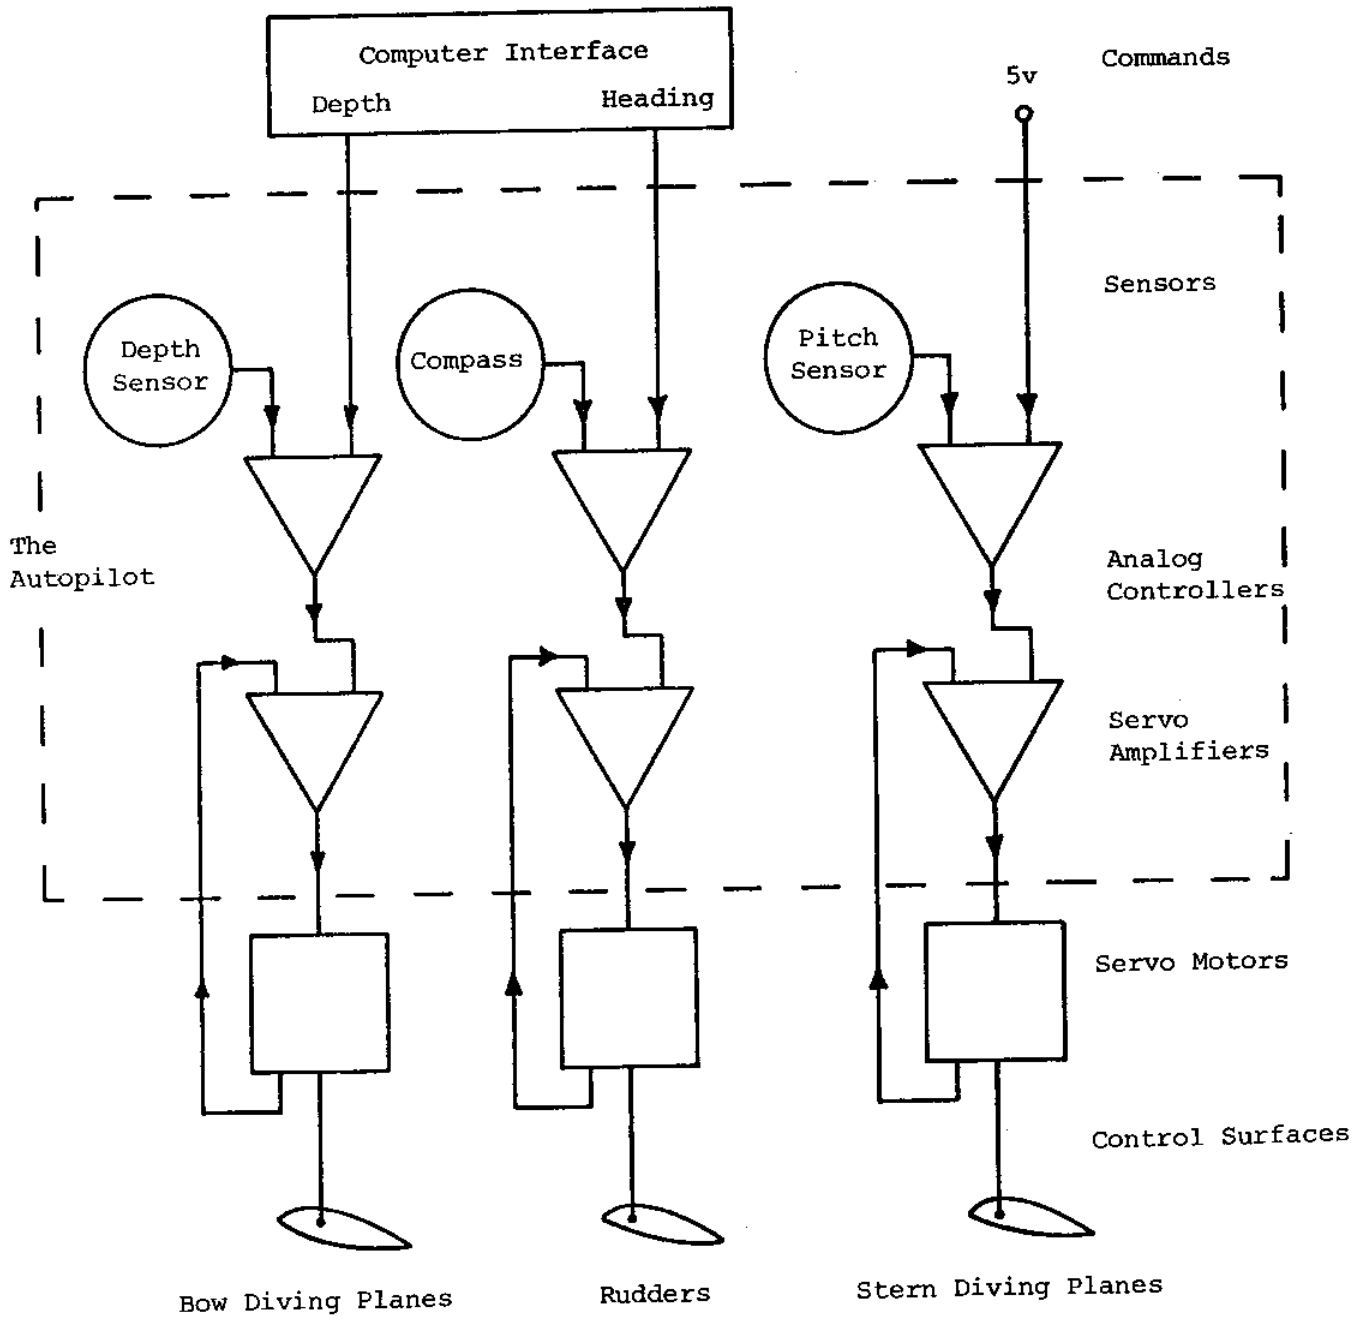 Computer Interface
Depth
Heading
5v
Commands
Sensors
Depth
Sensor
Compass
Pitch
Sensor
The
Autopilot
Analog
Controllers
Servo
Amplifiers
Servo Motors
Control Surfaces
Bow Diving Planes
Rudders
Stern Diving Planes